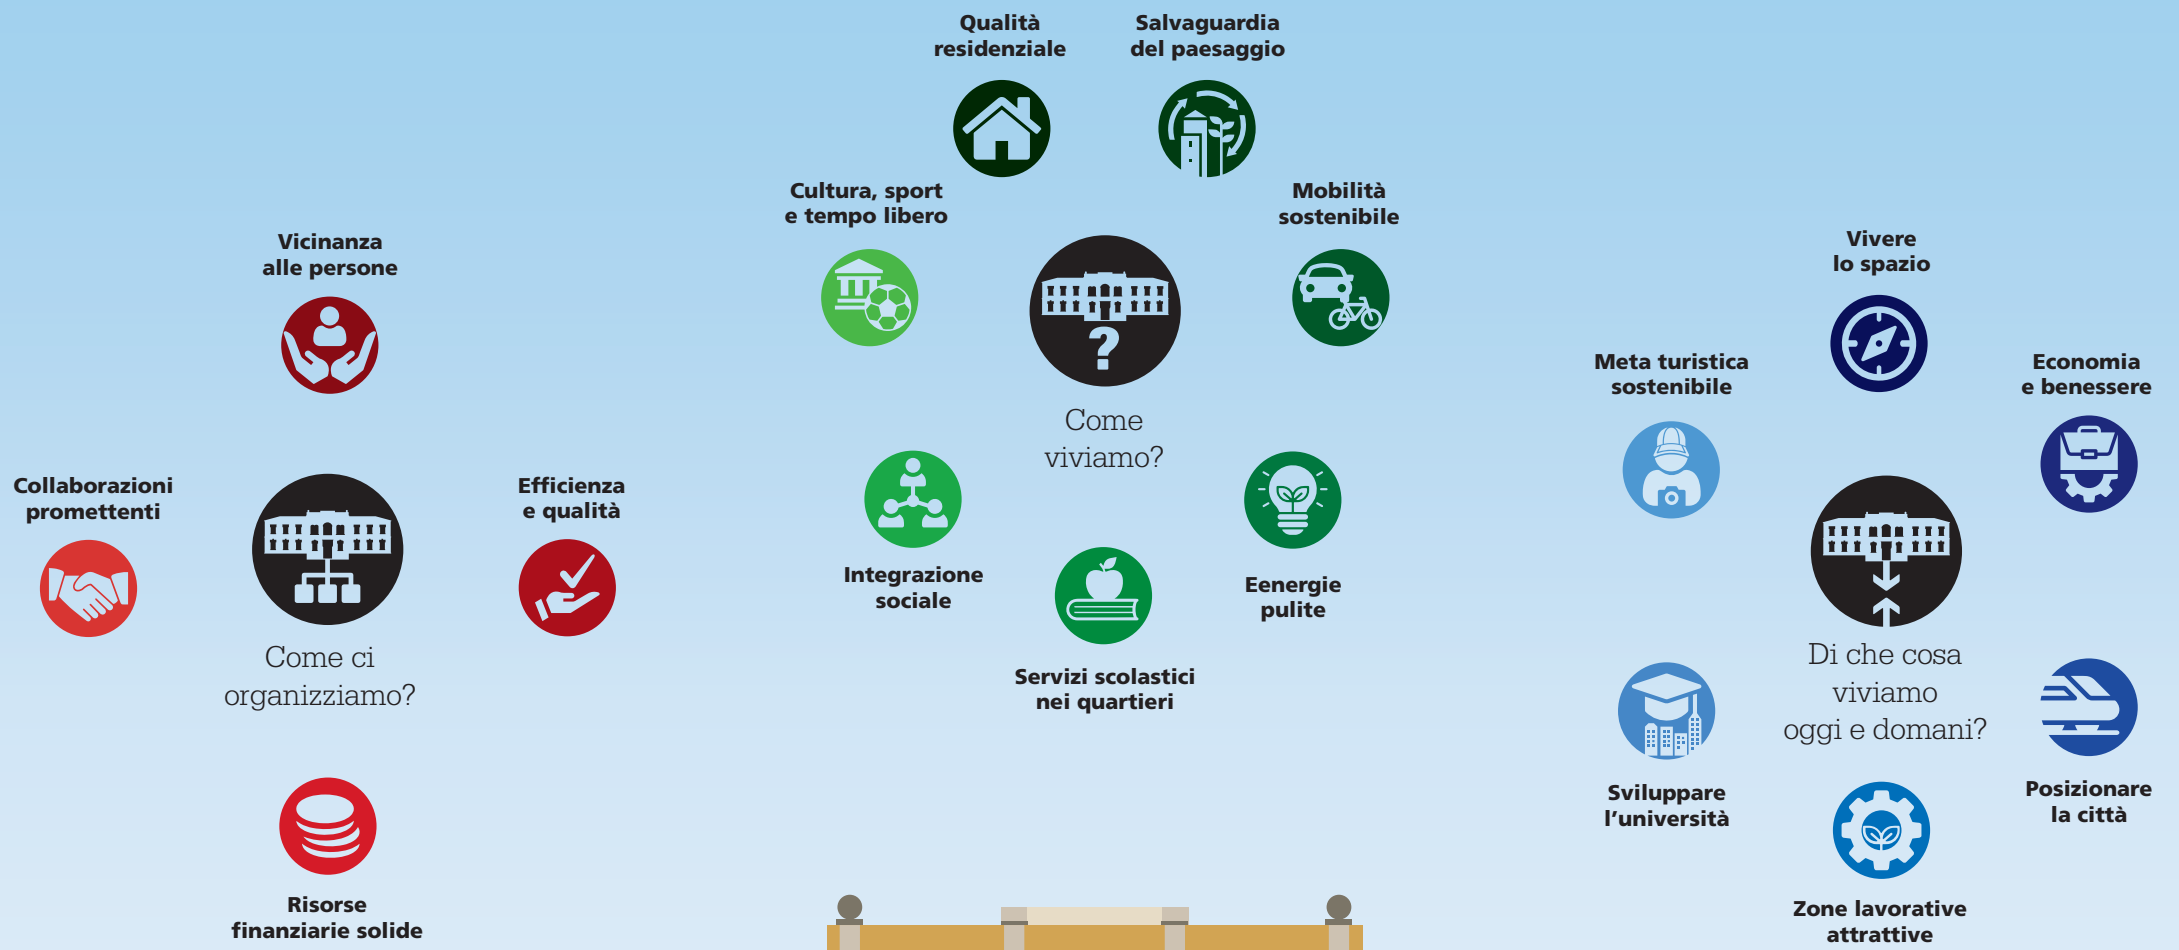 Vicinanza
alle persone
Collaborazioni
promettenti
Efficienza
e qualità
Come ci
organizziamo?
Risorse
finanziarie solide
Qualità
residenziale
Salvaguardia
del paesaggio
Cultura, sport
e tempo libero
Mobilità
sostenibile
?
Come
viviamo?
Integrazione
sociale
Eenergie
pulite
Servizi scolastici
nei quartieri
Vivere
lo spazio
Meta turistica
sostenibile
Economia
e benessere
Di che cosa
viviamo
oggi e domani?
Sviluppare
l’università
Posizionare
la città
Zone lavorative
attrattive